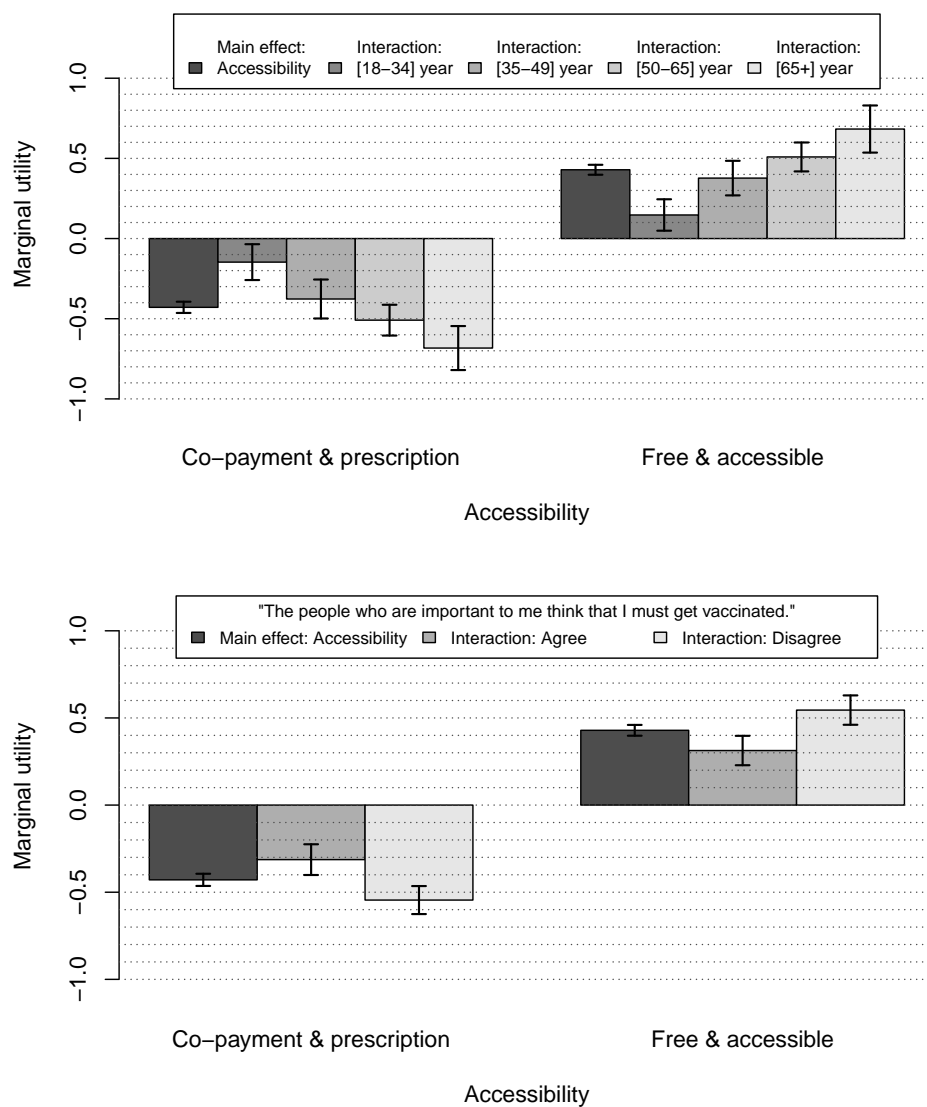 Main effect: Interaction: Interaction: Interaction: Interaction:
Accessibility [18−34] year [35−49] year [50−65] year [65+] year
Marginal utility
1.0
0.5
0.0
−0.5
−1.0
Co−payment & prescription Free & accessible
Accessibility
"The people who are important to me think that I must get vaccinated."
Main effect: Accessibility Interaction: Agree Interaction: Disagree
Marginal utility
1.0
0.5
0.0
−0.5
−1.0
Co−payment & prescription Free & accessible
Accessibility